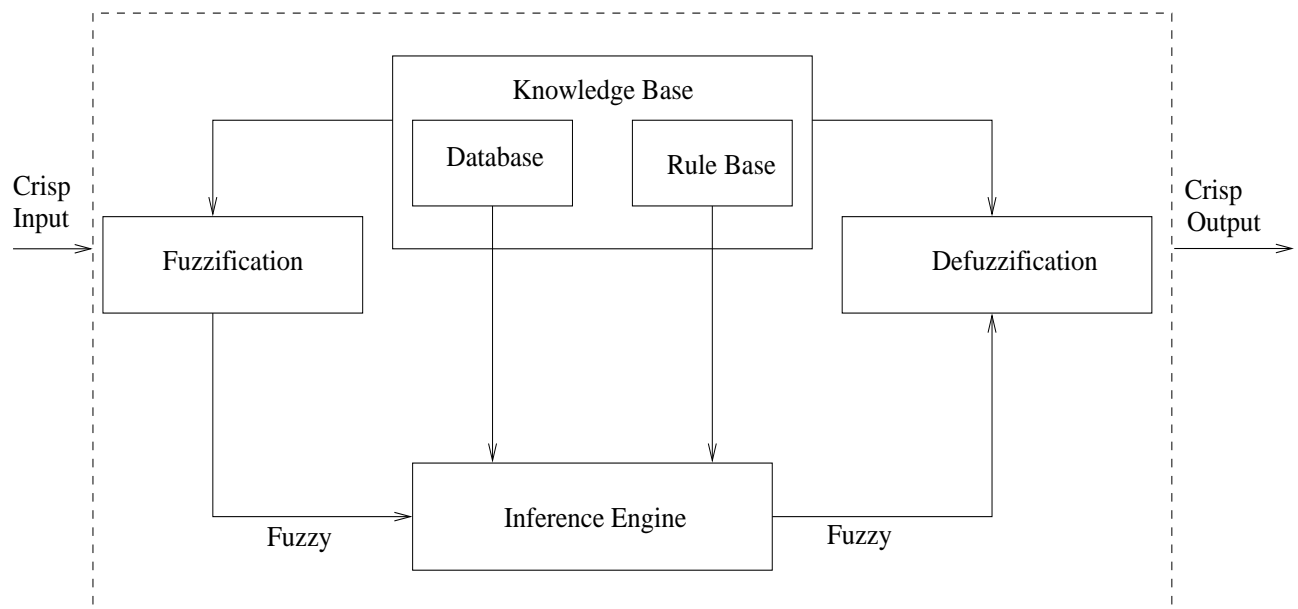 Knowledge Base
Database
Rule Base
Crisp
Input
Crisp
Output
Fuzzification
Defuzzification
Inference Engine
Fuzzy
Fuzzy